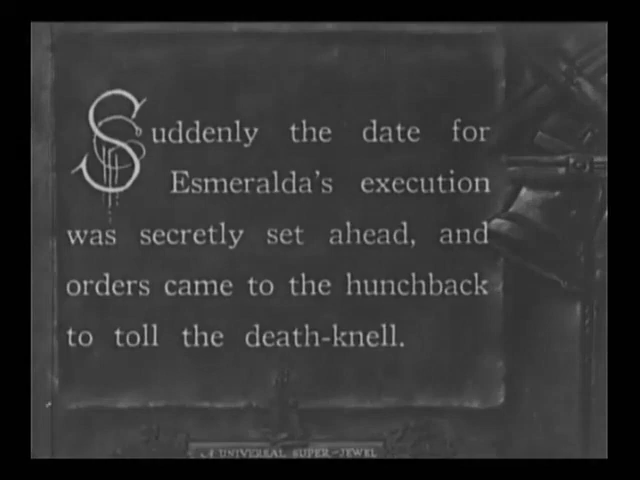 Suddenly the date for
Esmeralda's execution
was secretly set ahead, and
orders came to the hunchback
to toll the death-knell.
A UNIVERSAL SUPER-JEWEL